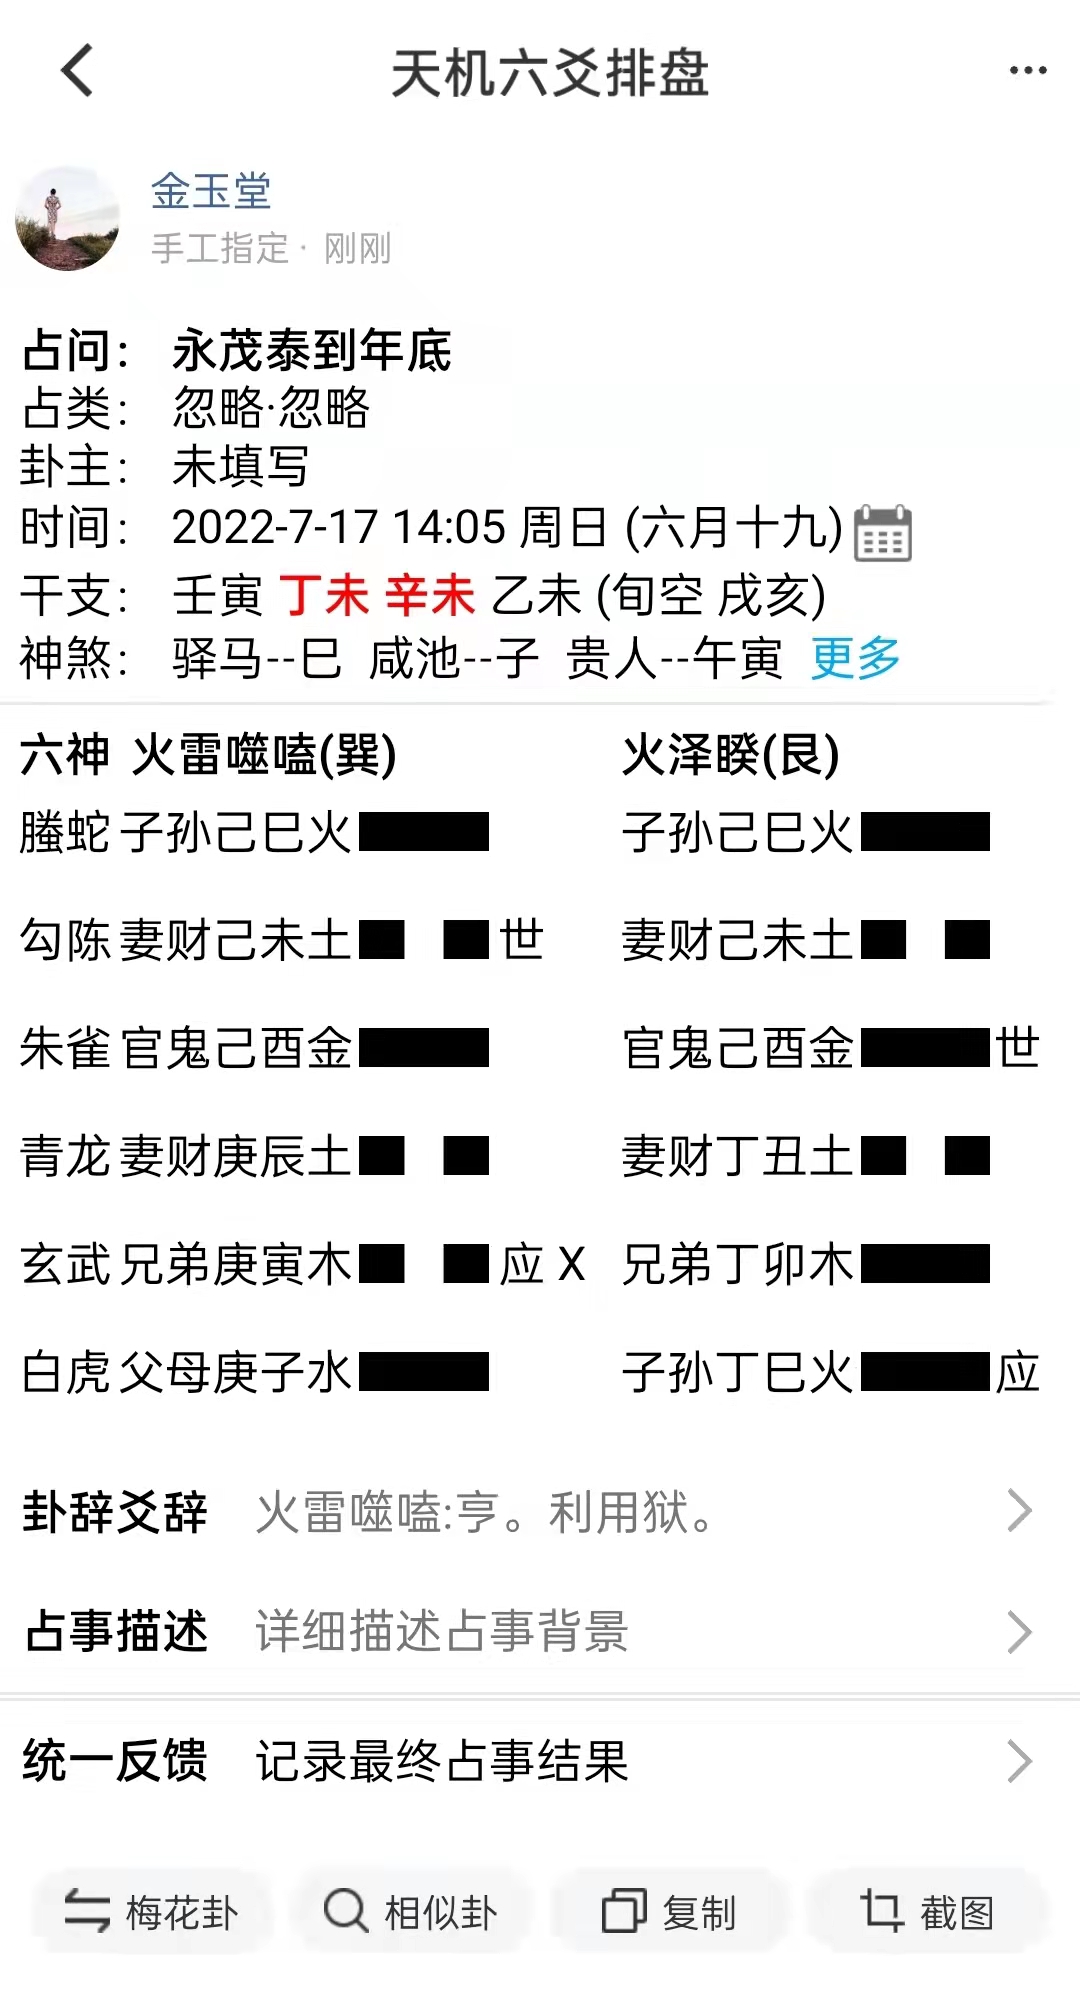 天机六爻排盘
金玉堂
手工指定· 刚刚
占问： 永茂泰到年底
占类： 忽略·忽略
卦主： 未填写
时间： 2022-7-17 14:05 周日 (六月十九)
干支： 壬寅 丁未 辛未 乙未 (旬空 戌亥)
神煞： 驿马--巳 咸池--子 贵人--午寅 更多
六神 火雷噬嗑(巽) 火泽睽(艮)
螣蛇 子孙己巳火 子孙己巳火
勾陈 妻财己未土 世 妻财己未土
朱雀 官鬼己酉金 官鬼己酉金 世
青龙 妻财庚辰土 妻财丁丑土
玄武 兄弟庚寅木 应 X 兄弟丁卯木
白虎 父母庚子水 子孙丁巳火 应
卦辞爻辞 火雷噬嗑:亨。利用狱。
占事描述 详细描述占事背景
统一反馈 记录最终占事结果
梅花卦 相似卦 复制 截图